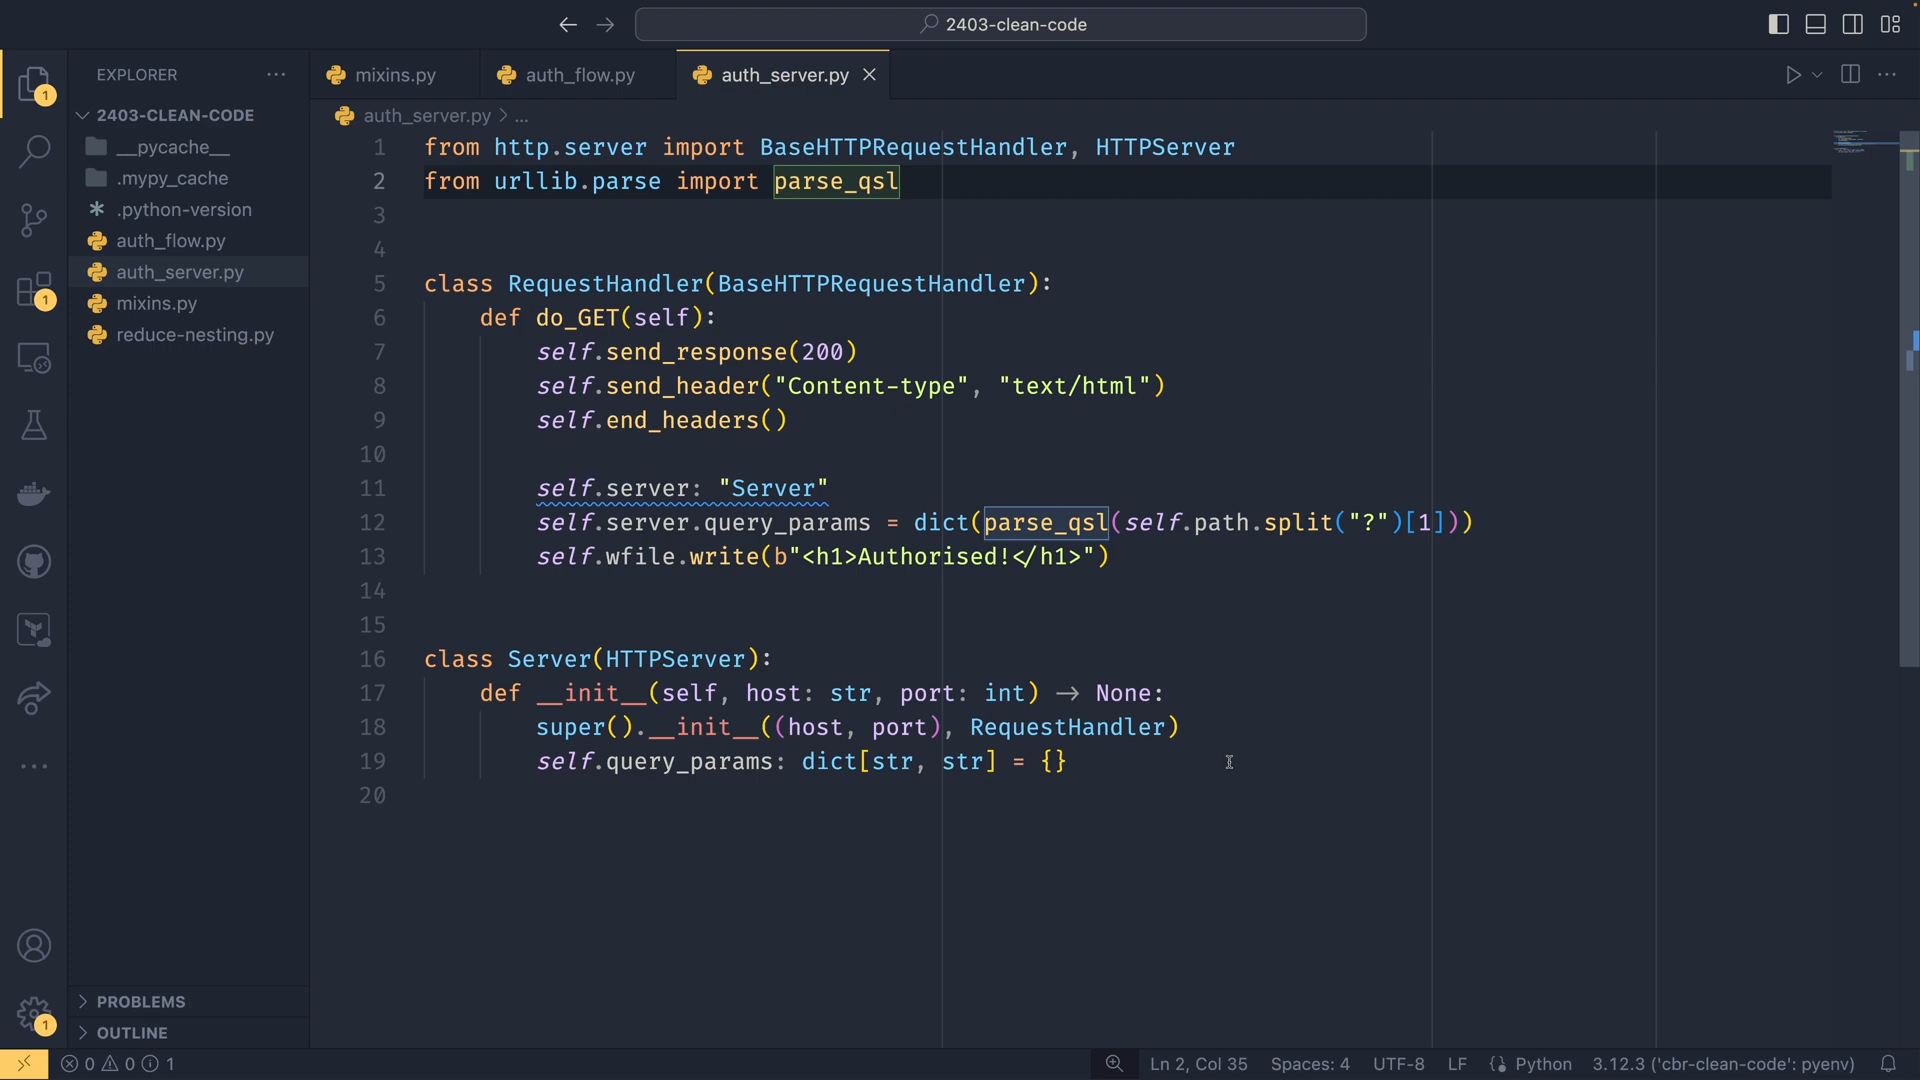 2403-clean-code
EXPLORER
mixins.py
auth_flow.py
auth_server.py
2403-CLEAN-CODE
__pycache__
.mypy_cache
.python-version
auth_flow.py
auth_server.py
mixins.py
reduce-nesting.py
PROBLEMS
OUTLINE
1
1
1
auth_server.py > ...
1 from http.server import BaseHTTPRequestHandler, HTTPServer
2 from urllib.parse import parse_qsl
3
4
5 class RequestHandler(BaseHTTPRequestHandler):
6     def do_GET(self):
7         self.send_response(200)
8         self.send_header("Content-type", "text/html")
9         self.end_headers()
10
11         self.server: "Server"
12         self.server.query_params = dict(parse_qsl(self.path.split("?")[1]))
13         self.wfile.write(b"<h1>Authorised!</h1>")
14
15
16 class Server(HTTPServer):
17     def __init__(self, host: str, port: int) → None:
18         super().__init__((host, port), RequestHandler)
19         self.query_params: dict[str, str] = {}
20
0 0 1
Ln 2, Col 35 Spaces: 4 UTF-8 LF {} Python 3.12.3 ('cbr-clean-code': pyenv)